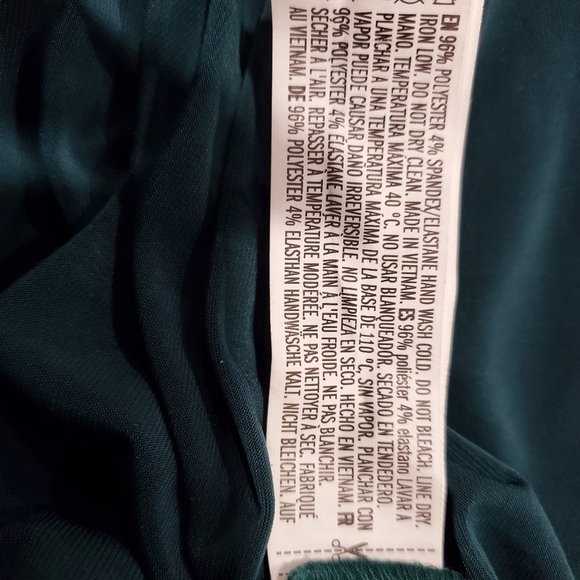 EN 96% POLYESTER 4% SPANDEX/ELASTANE HAND WASH COLD. DO NOT BLEACH. LINE DRY.
IRON LOW. DO NOT DRY CLEAN. MADE IN VIETNAM. ES 96% poliéster 4% elastano LAVAR A
MANO, TEMPERATURA MAXIMA 40 °C. NO USAR BLANQUEADOR. SECADO EN TENDEDERO.
PLANCHAR A UNA TEMPERATURA MAXIMA DE LA BASE DE 110 °C, SIN VAPOR. PLANCHAR CON
VAPOR PUEDE CAUSAR DANO IRREVERSIBLE. NO LIMPIEZA EN SECO. HECHO EN VIETNAM. FR
96% POLYESTER 4% ÉLASTANE LAVER À LA MAIN À L'EAU FROIDE. NE PAS BLANCHIR.
SÉCHER À L'AIR. REPASSER À TEMPÉRATURE MODÉRÉE. NE PAS NETTOYER À SEC. FABRIQUÉ
AU VIETNAM. DE 96% POLYESTER 4% ELASTHAN HANDWÄSCHE KALT. NICHT BLEICHEN. AUF